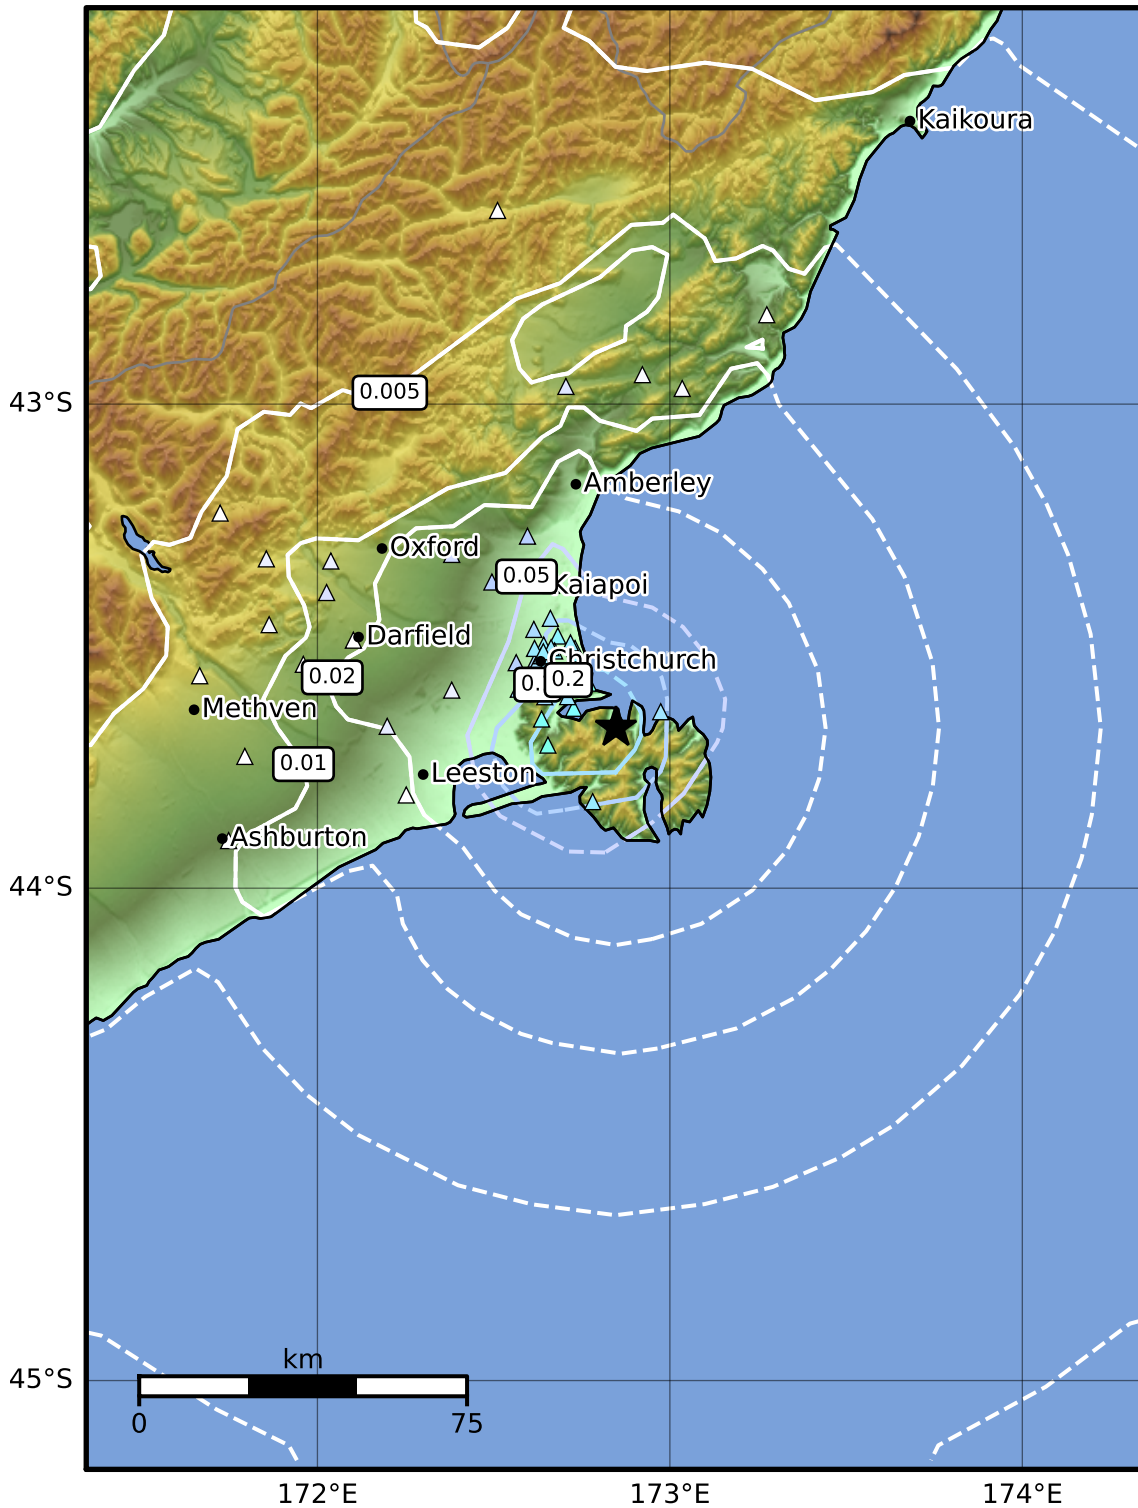 Kaikoura
0.005
43°S
Amberley
Oxford
0.05
Kaiapoi
Darfield
Christchurch
0.02
0.2
Methven
0.01
Leeston
Ashburton
44°S
km
45°S
0
75
172°E
173°E
174°E